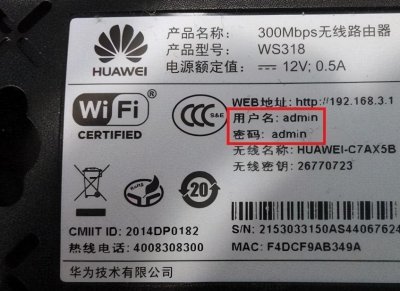 产品名称: 300Mbps无线路由器
产品型号: WS318
电源额定值: ⎓ 12V; 0.5A
HUAWEI
Wi Fi
CERTIFIED
CCC
S&E
WEB地址: http://192.168.3.1
用户名: admin
密码: admin
无线名称: HUAWEI-C7AX5B
无线密钥: 26770723
20
CMIIT ID: 2014DP0182
热线电话: 4008308300
华为技术有限公司
S/N: 2153033150AS44067624
MAC: F4DCF9AB349A